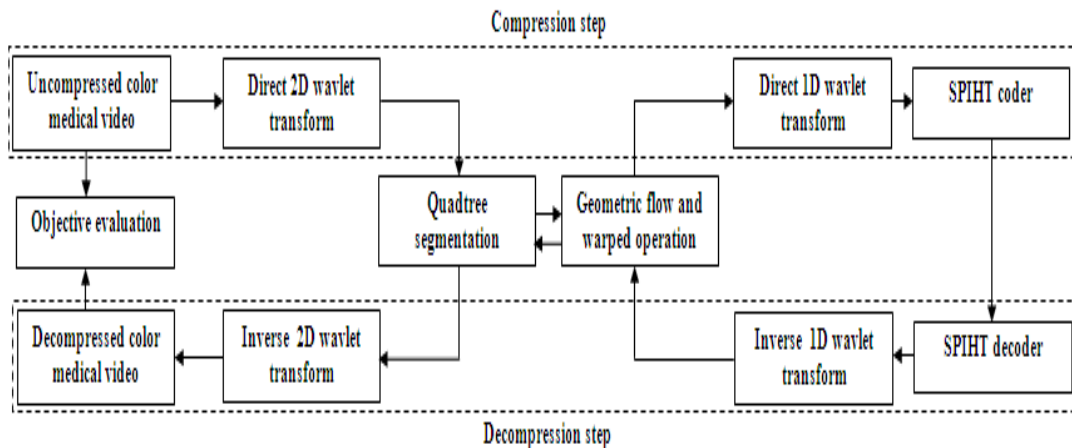 Compression step
Uncompressed color
medical video
Direct 2D wavlet
transform
Direct 1D wavlet
transform
SPIHT coder
Objective evaluation
Quadtree
segmentation
Geometric flow and
warped operation
Decompressed color
medical video
Inverse 2D wavlet
transform
Inverse 1D wavlet
transform
SPIHT decoder
Decompression step